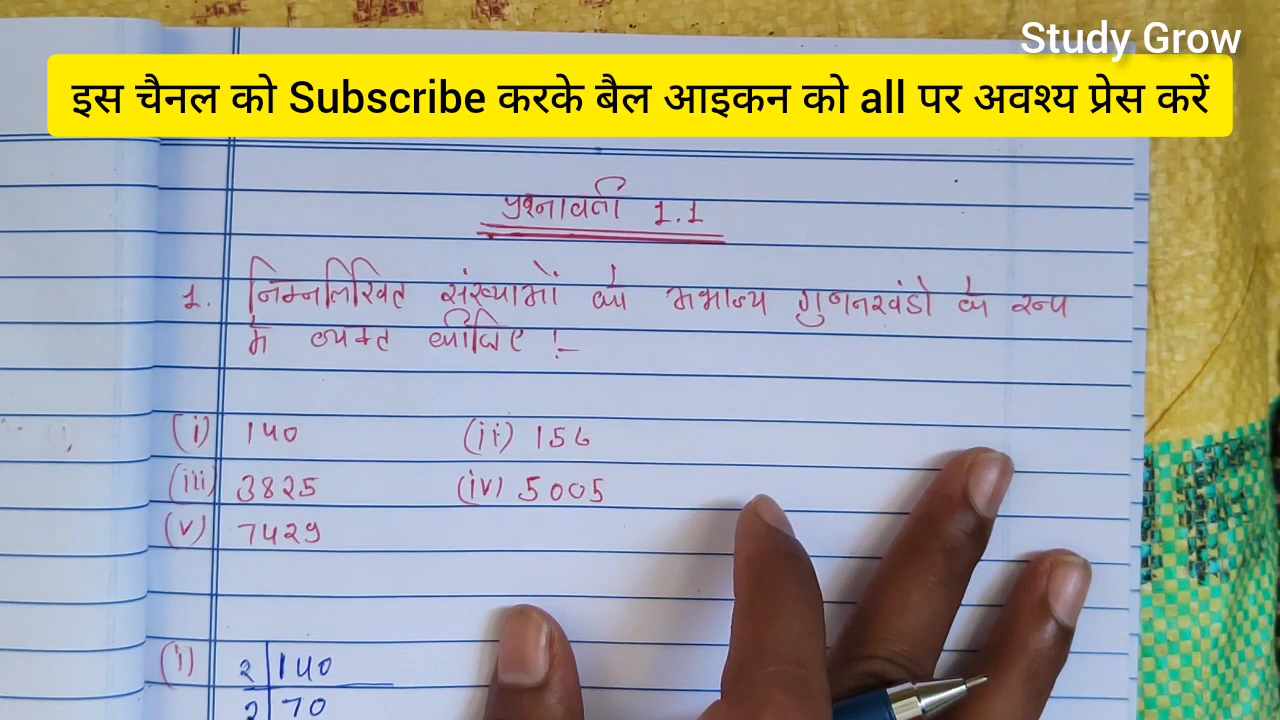 Study Grow
इस चैनल को Subscribe करके बैल आइकन को all पर अवश्य प्रेस करें
प्रश्नावली 1.1
1. निम्नलिखित संख्याओं को अभाज्य गुणनखंडो के रूप
मे व्यक्त कीजिए :-
(i) 140 (ii) 156
(iii) 3825 (iv) 5005
(v) 7429
(i) 2 140
2 70